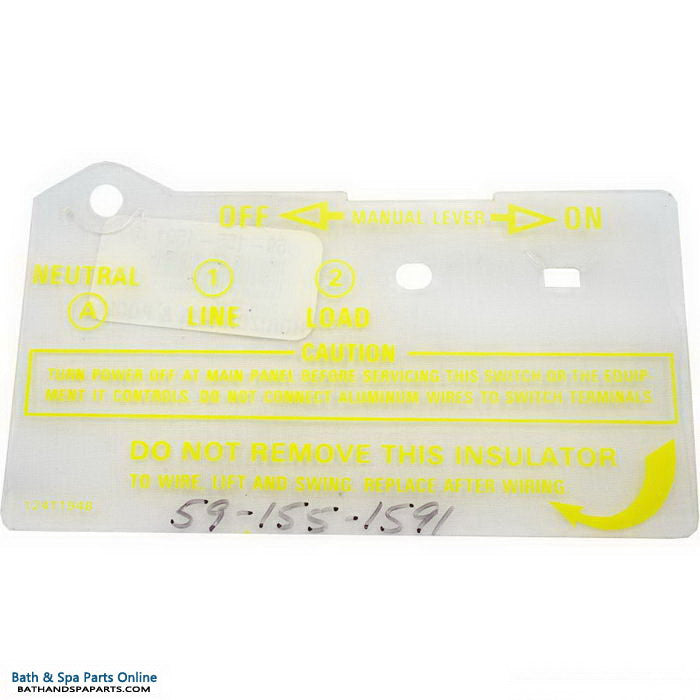 OFF MANUAL LEVER ON
NEUTRAL 1 2
A LINE LOAD
CAUTION
TURN POWER OFF AT MAIN PANEL BEFORE SERVICING THIS SWITCH OR THE EQUIP-
MENT IT CONTROLS. DO NOT CONNECT ALUMINUM WIRES TO SWITCH TERMINALS
DO NOT REMOVE THIS INSULATOR
TO WIRE, LIFT AND SWING. REPLACE AFTER WIRING.
59-155-1591
Bath & Spa Parts Online
BATHANDSPAPARTS.COM